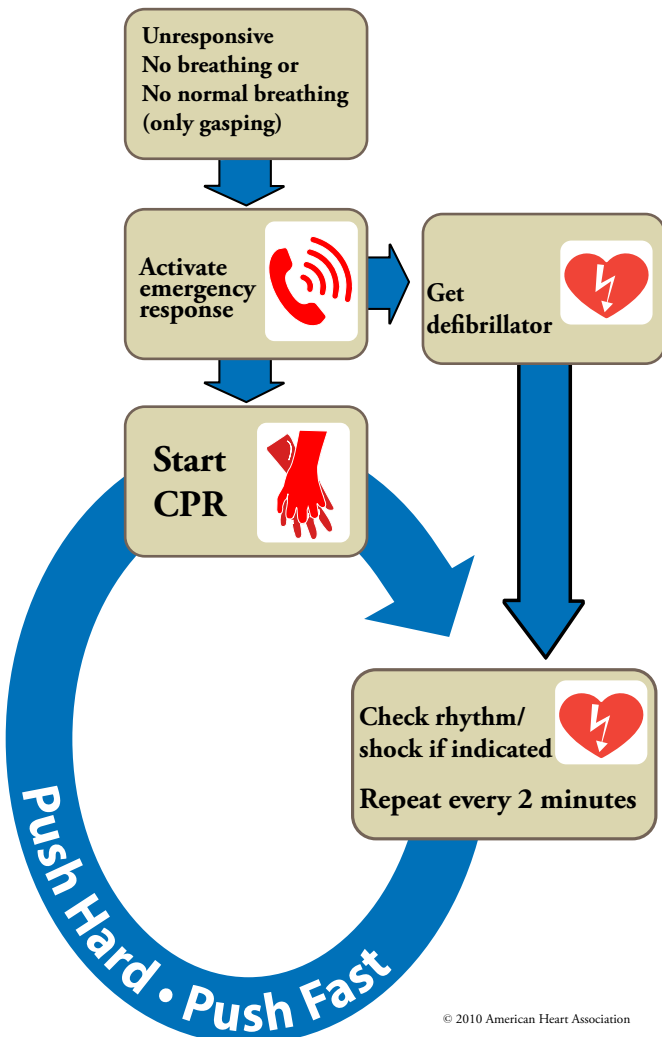 Unresponsive
No breathing or
No normal breathing
(only gasping)
Activate
emergency
response
Get
defibrillator
Start
CPR
Check rhythm/
shock if indicated
Repeat every 2 minutes
Push Hard • Push Fast
© 2010 American Heart Association